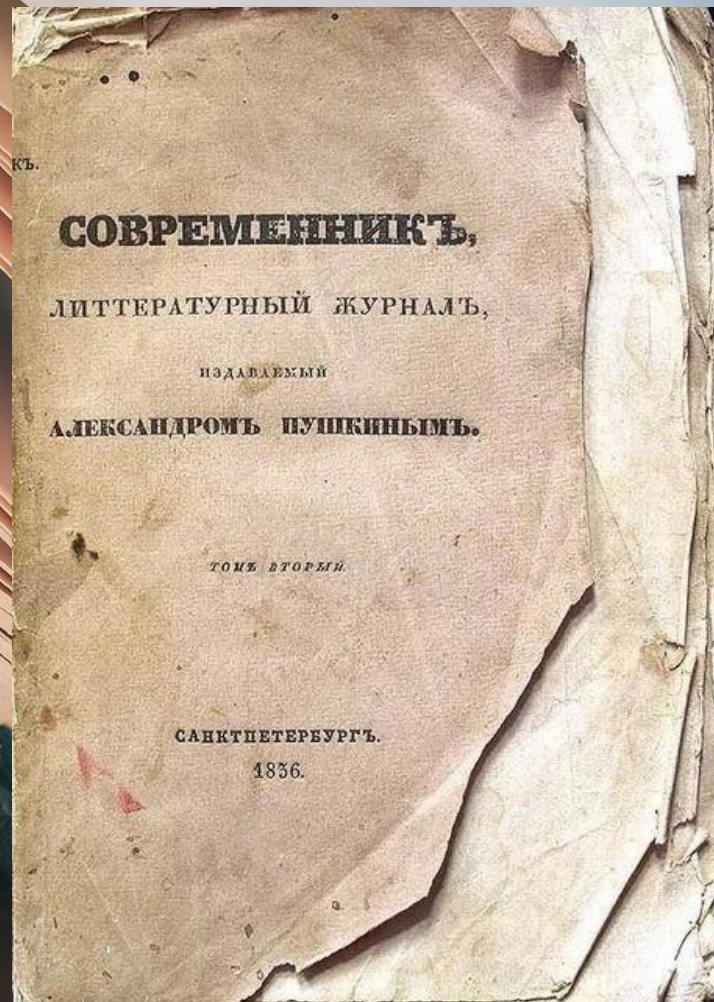 КЪ.
СОВРЕМЕННИКЪ,
ЛИТТЕРАТУРНЫЙ ЖУРНАЛЪ,
ИЗДАВАЕМЫЙ
АЛЕКСАНДРОМЪ ПУШКИНЫМЪ.
ТОМЪ ВТОРЫЙ.
САНКТПЕТЕРБУРГЪ.
1836.